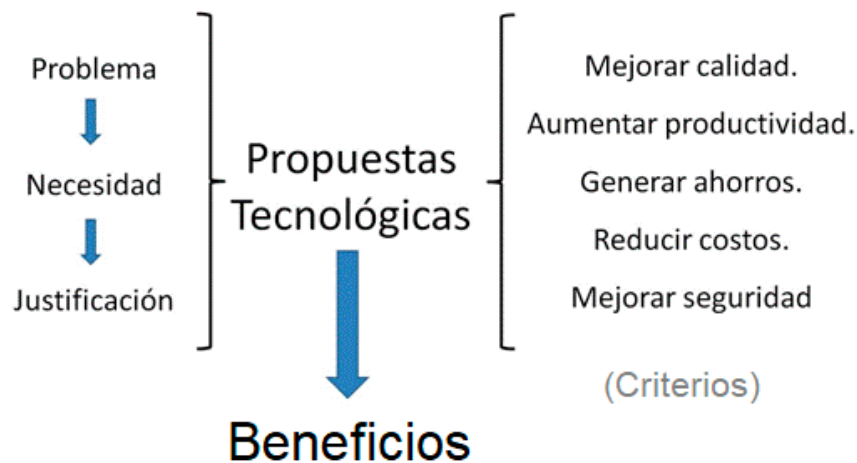 Problema
Necesidad
Justificación
Propuestas
Tecnológicas
Beneficios
Mejorar calidad.
Aumentar productividad.
Generar ahorros.
Reducir costos.
Mejorar seguridad
(Criterios)